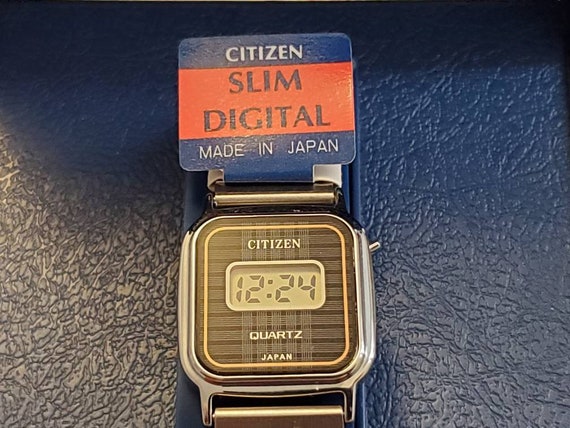 CITIZEN
SLIM
DIGITAL
MADE IN JAPAN
CITIZEN
12:24
QUARTZ
JAPAN